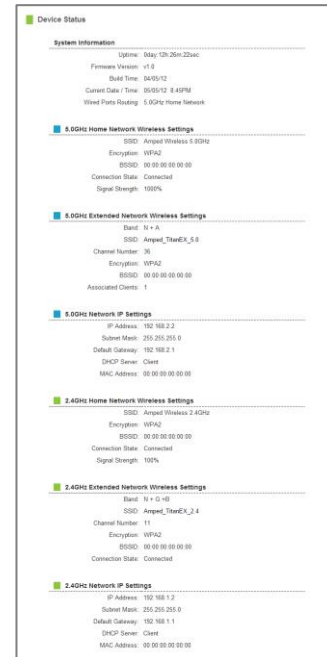 Device Status
System Information
Uptime: 0day:12h:26m:22sec
Firmware Version: v1.0
Build Time: 04/05/12
Current Date / Time: 05/05/12 8:45PM
Wired Ports Routing: 5.0GHz Home Network
5.0GHz Home Network Wireless Settings
SSID: Amped Wireless 5.0GHz
Encryption: WPA2
BSSID: 00:00:00:00:00:00
Connection State: Connected
Signal Strength: 1000%
5.0GHz Extended Network Wireless Settings
Band: N + A
SSID: Amped_TitanEX_5.0
Channel Number: 36
Encryption: WPA2
BSSID: 00:00:00:00:00:00
Associated Clients: 1
5.0GHz Network IP Settings
IP Address: 192.168.2.2
Subnet Mask: 255.255.255.0
Default Gateway: 192.168.2.1
DHCP Server: Client
MAC Address: 00:00:00:00:00:00
2.4GHz Home Network Wireless Settings
SSID: Amped Wireless 2.4GHz
Encryption: WPA2
BSSID: 00:00:00:00:00:00
Connection State: Connected
Signal Strength: 100%
2.4GHz Extended Network Wireless Settings
Band: N + G +B
SSID: Amped_TitanEX_2.4
Channel Number: 11
Encryption: WPA2
BSSID: 00:00:00:00:00:00
Connection State: Connected
2.4GHz Network IP Settings
IP Address: 192.168.1.2
Subnet Mask: 255.255.255.0
Default Gateway: 192.168.1.1
DHCP Server: Client
MAC Address: 00:00:00:00:00:00